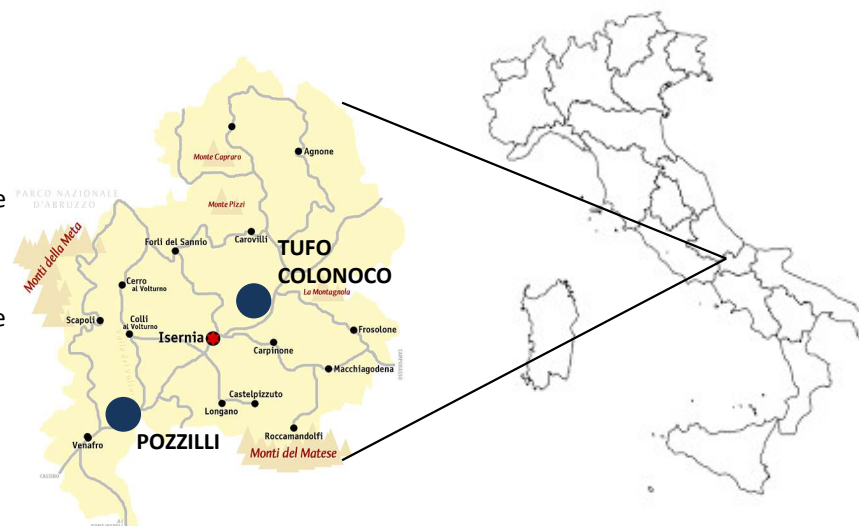 Agnone
Monte Capraro
e
PARCO NAZIONALE
D'ABRUZZO
Monte Pizzi
Carovilli
Forlì del Sannio
TUFO
COLONOCO
Monti della Meta
Cerro
al Volturno
La Montagnola
Scapoli
Colli
al Volturno
e
Isernia
Frosolone
Carpinone
Macchiagodena
CAMPOBASSO
Castelpizzuto
Longano
Roccamandolfi
POZZILLI
Venafro
Monti del Matese
CASSINO